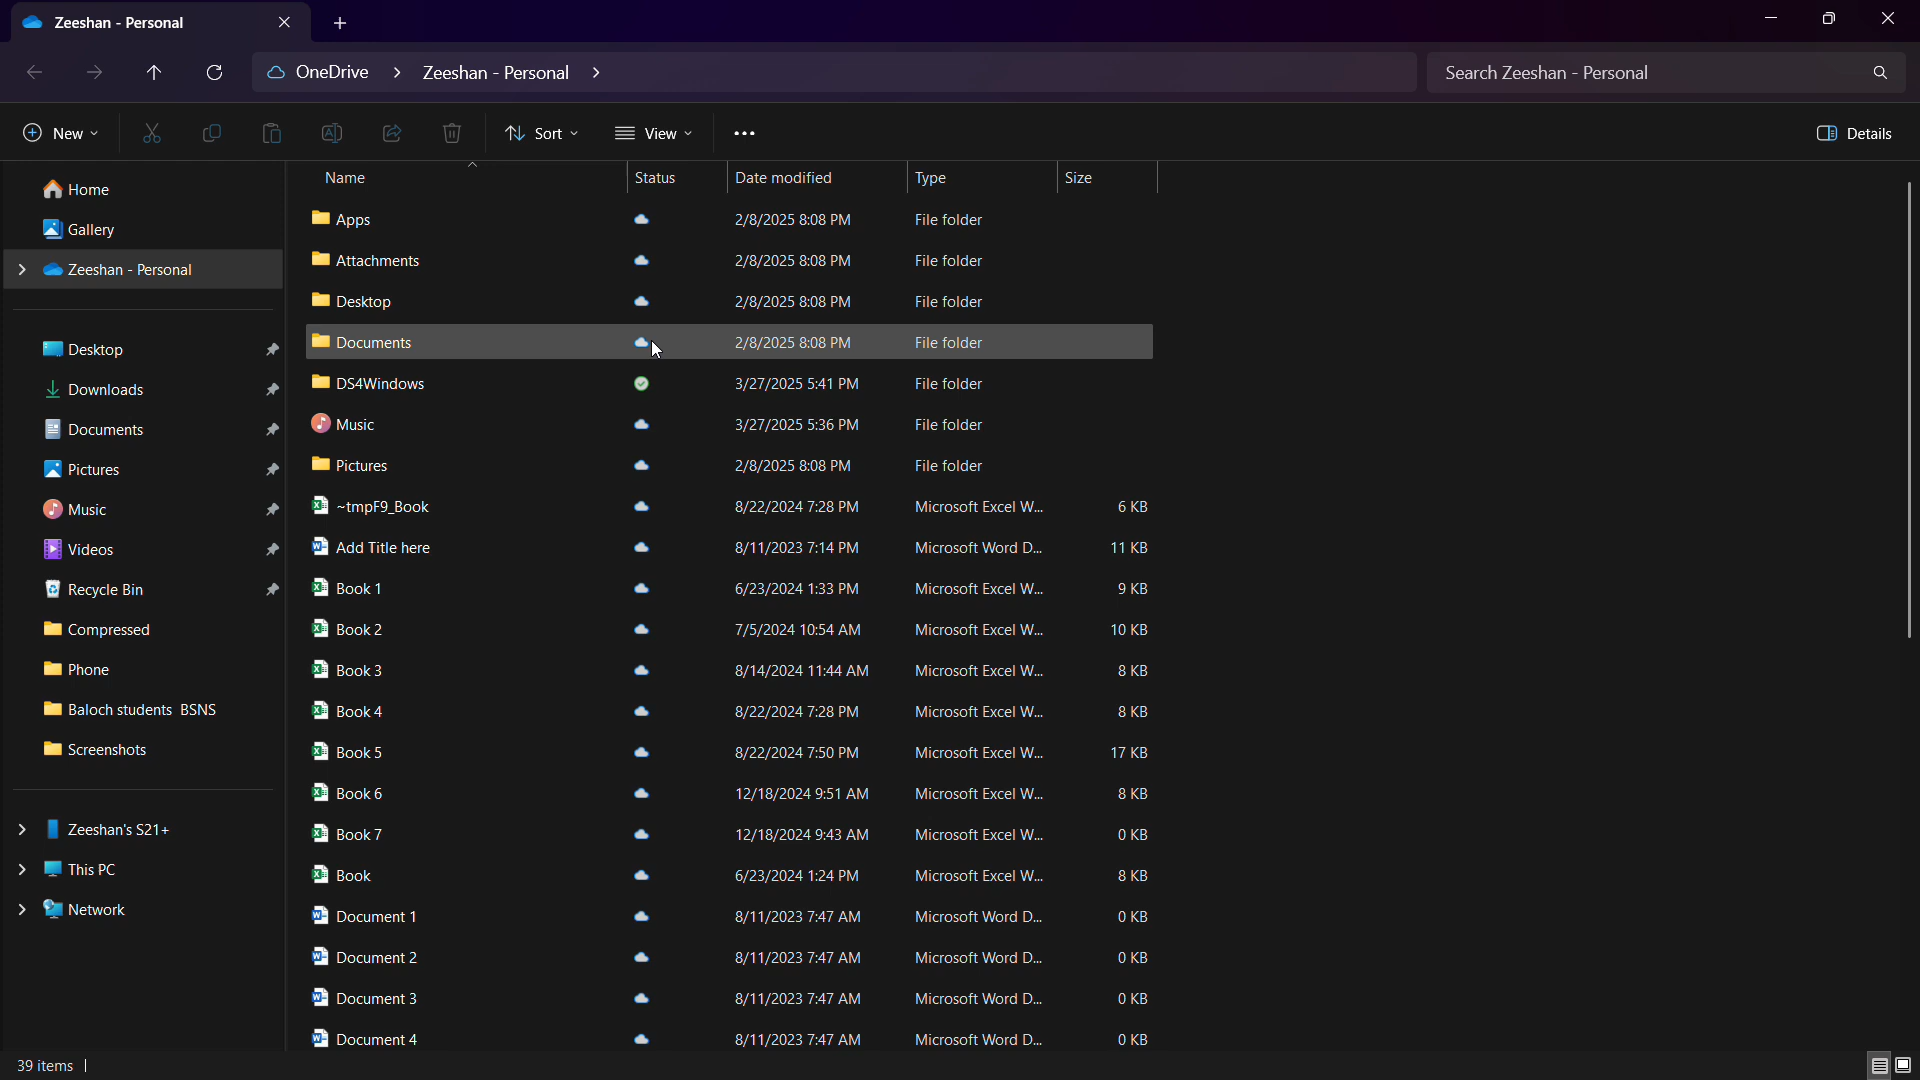 Zeeshan - Personal
OneDrive > Zeeshan - Personal >
Search Zeeshan - Personal
New
Sort
View
Details
Home
Gallery
Zeeshan - Personal
Desktop
Downloads
Documents
Pictures
Music
Videos
Recycle Bin
Compressed
Phone
Baloch students BSNS
Screenshots
Zeeshan's S21+
This PC
Network
Name Status Date modified Type Size
Apps 2/8/2025 8:08 PM File folder
Attachments 2/8/2025 8:08 PM File folder
Desktop 2/8/2025 8:08 PM File folder
Documents 2/8/2025 8:08 PM File folder
DS4Windows 3/27/2025 5:41 PM File folder
Music 3/27/2025 5:36 PM File folder
Pictures 2/8/2025 8:08 PM File folder
~tmpF9_Book 8/22/2024 7:28 PM Microsoft Excel W... 6 KB
Add Title here 8/11/2023 7:14 PM Microsoft Word D... 11 KB
Book 1 6/23/2024 1:33 PM Microsoft Excel W... 9 KB
Book 2 7/5/2024 10:54 AM Microsoft Excel W... 10 KB
Book 3 8/14/2024 11:44 AM Microsoft Excel W... 8 KB
Book 4 8/22/2024 7:28 PM Microsoft Excel W... 8 KB
Book 5 8/22/2024 7:50 PM Microsoft Excel W... 17 KB
Book 6 12/18/2024 9:51 AM Microsoft Excel W... 8 KB
Book 7 12/18/2024 9:43 AM Microsoft Excel W... 0 KB
Book 6/23/2024 1:24 PM Microsoft Excel W... 8 KB
Document 1 8/11/2023 7:47 AM Microsoft Word D... 0 KB
Document 2 8/11/2023 7:47 AM Microsoft Word D... 0 KB
Document 3 8/11/2023 7:47 AM Microsoft Word D... 0 KB
Document 4 8/11/2023 7:47 AM Microsoft Word D... 0 KB
39 items